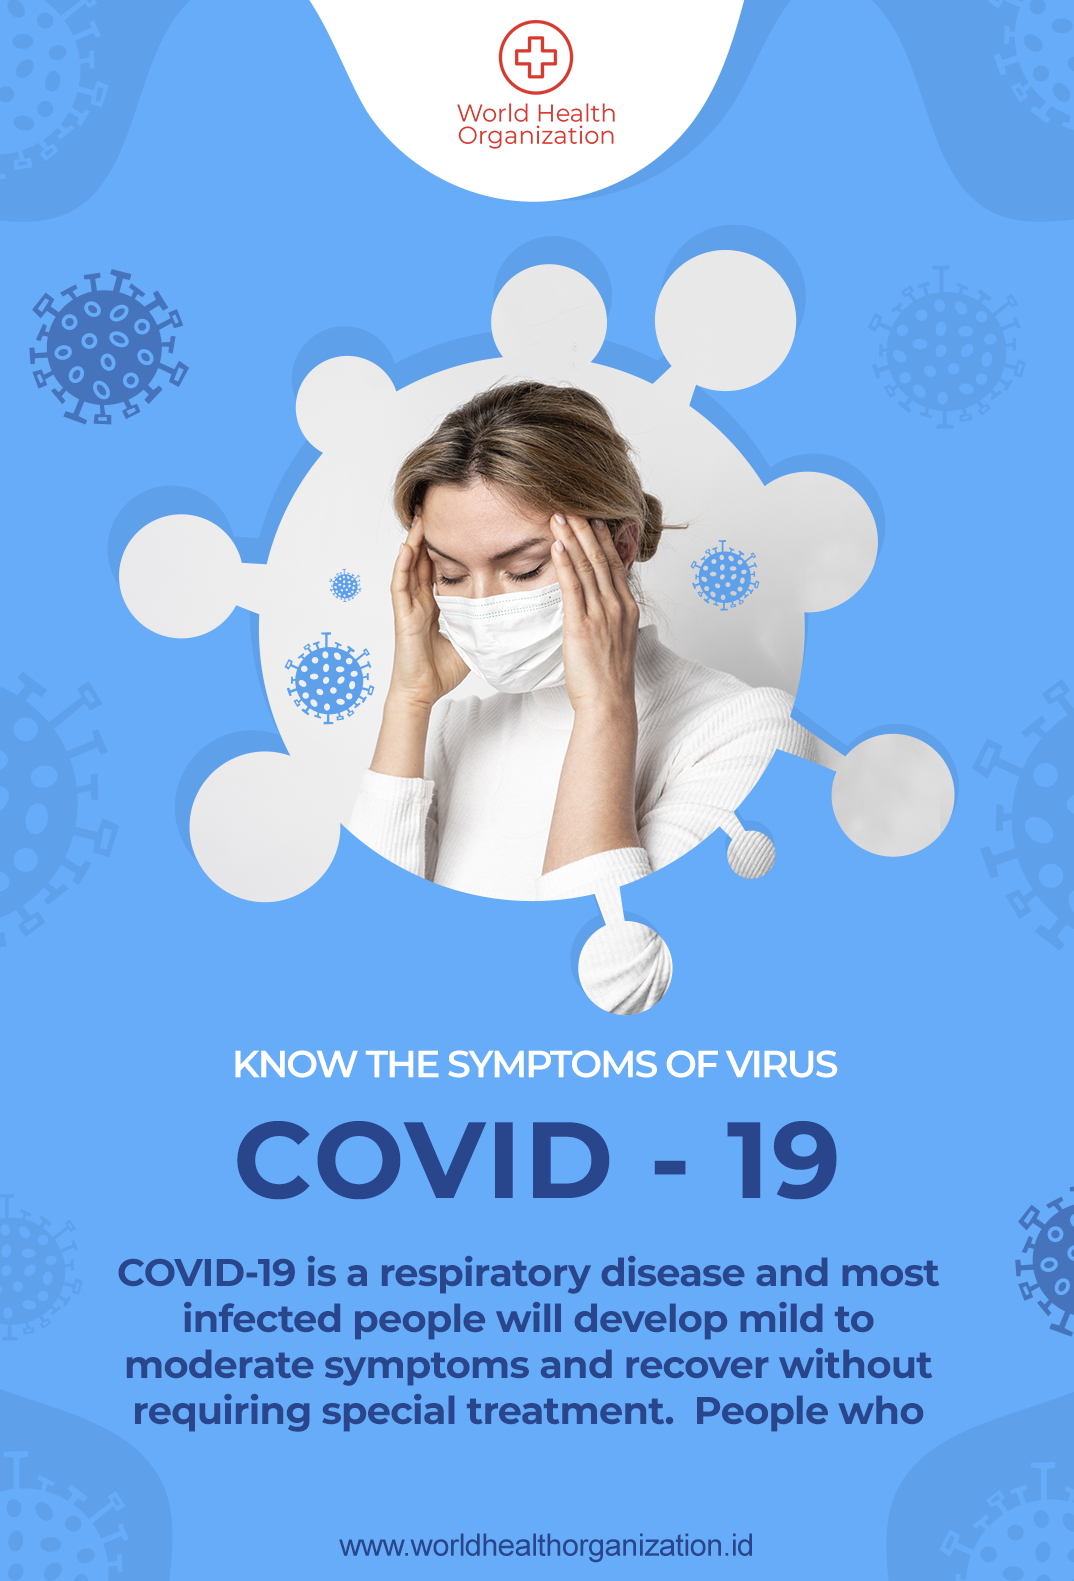 World Health
Organization
KNOW THE SYMPTOMS OF VIRUS
COVID - 19
COVID-19 is a respiratory disease and most
infected people will develop mild to
moderate symptoms and recover without
requiring special treatment.  People who
www.worldhealthorganization.id